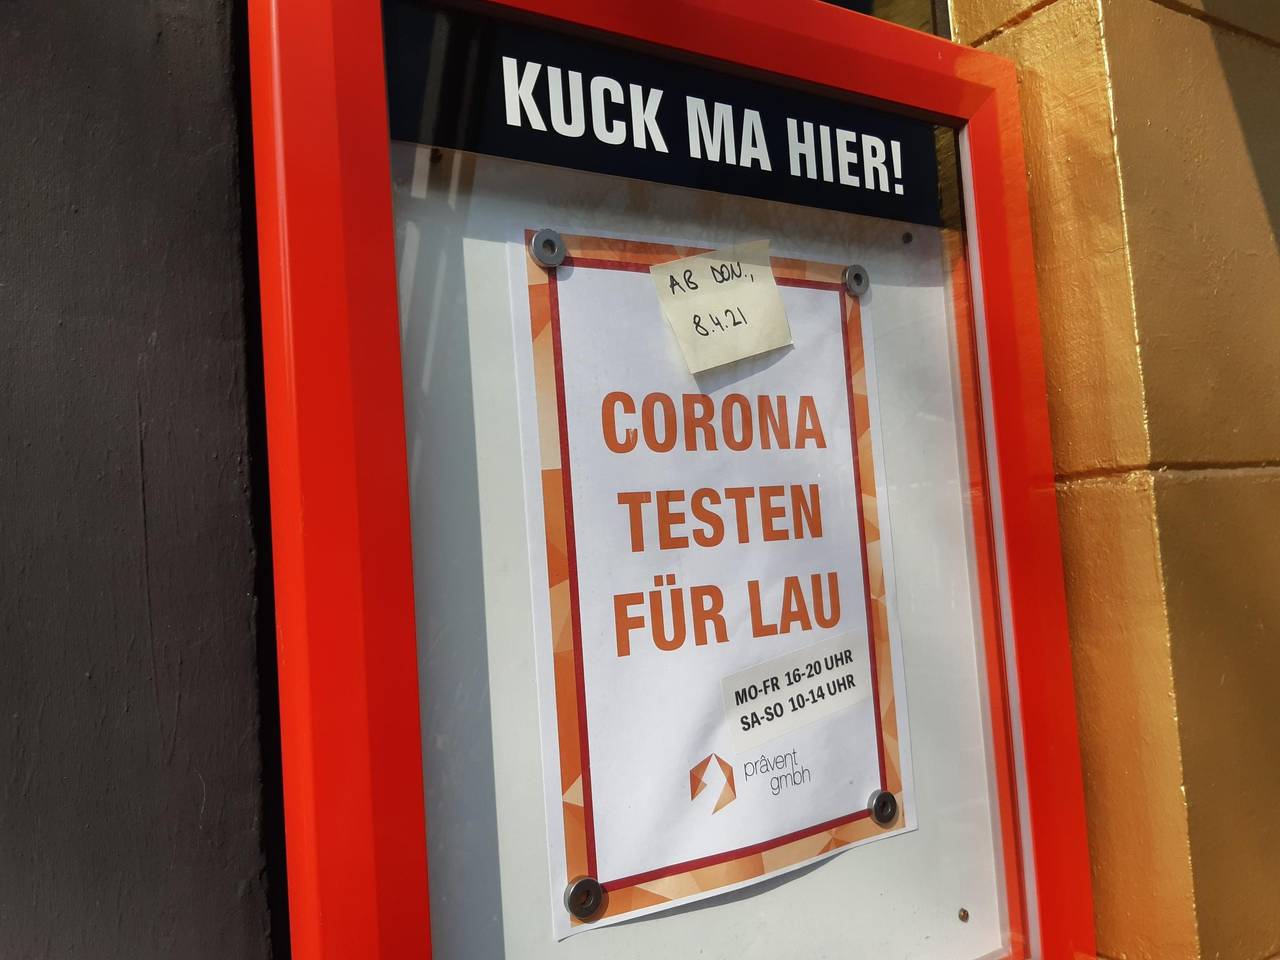 KUCK MA HIER!
AB DON.,
8.4.21
CORONA
TESTEN
FÜR LAU
MO-FR 16-20 UHR
SA-SO 10-14 UHR
prävent
gmbh